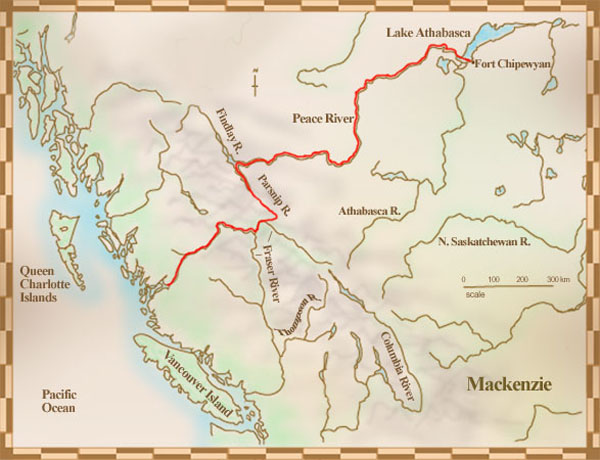 Lake Athabasca
Fort Chipewyan
N
Peace River
Findlay R.
Parsnip R.
Athabasca R.
N. Saskatchewan R.
Queen
Charlotte
Islands
Fraser River
0 100 200 300 km
scale
Thompson R.
Columbia River
Vancouver Island
Mackenzie
Pacific
Ocean